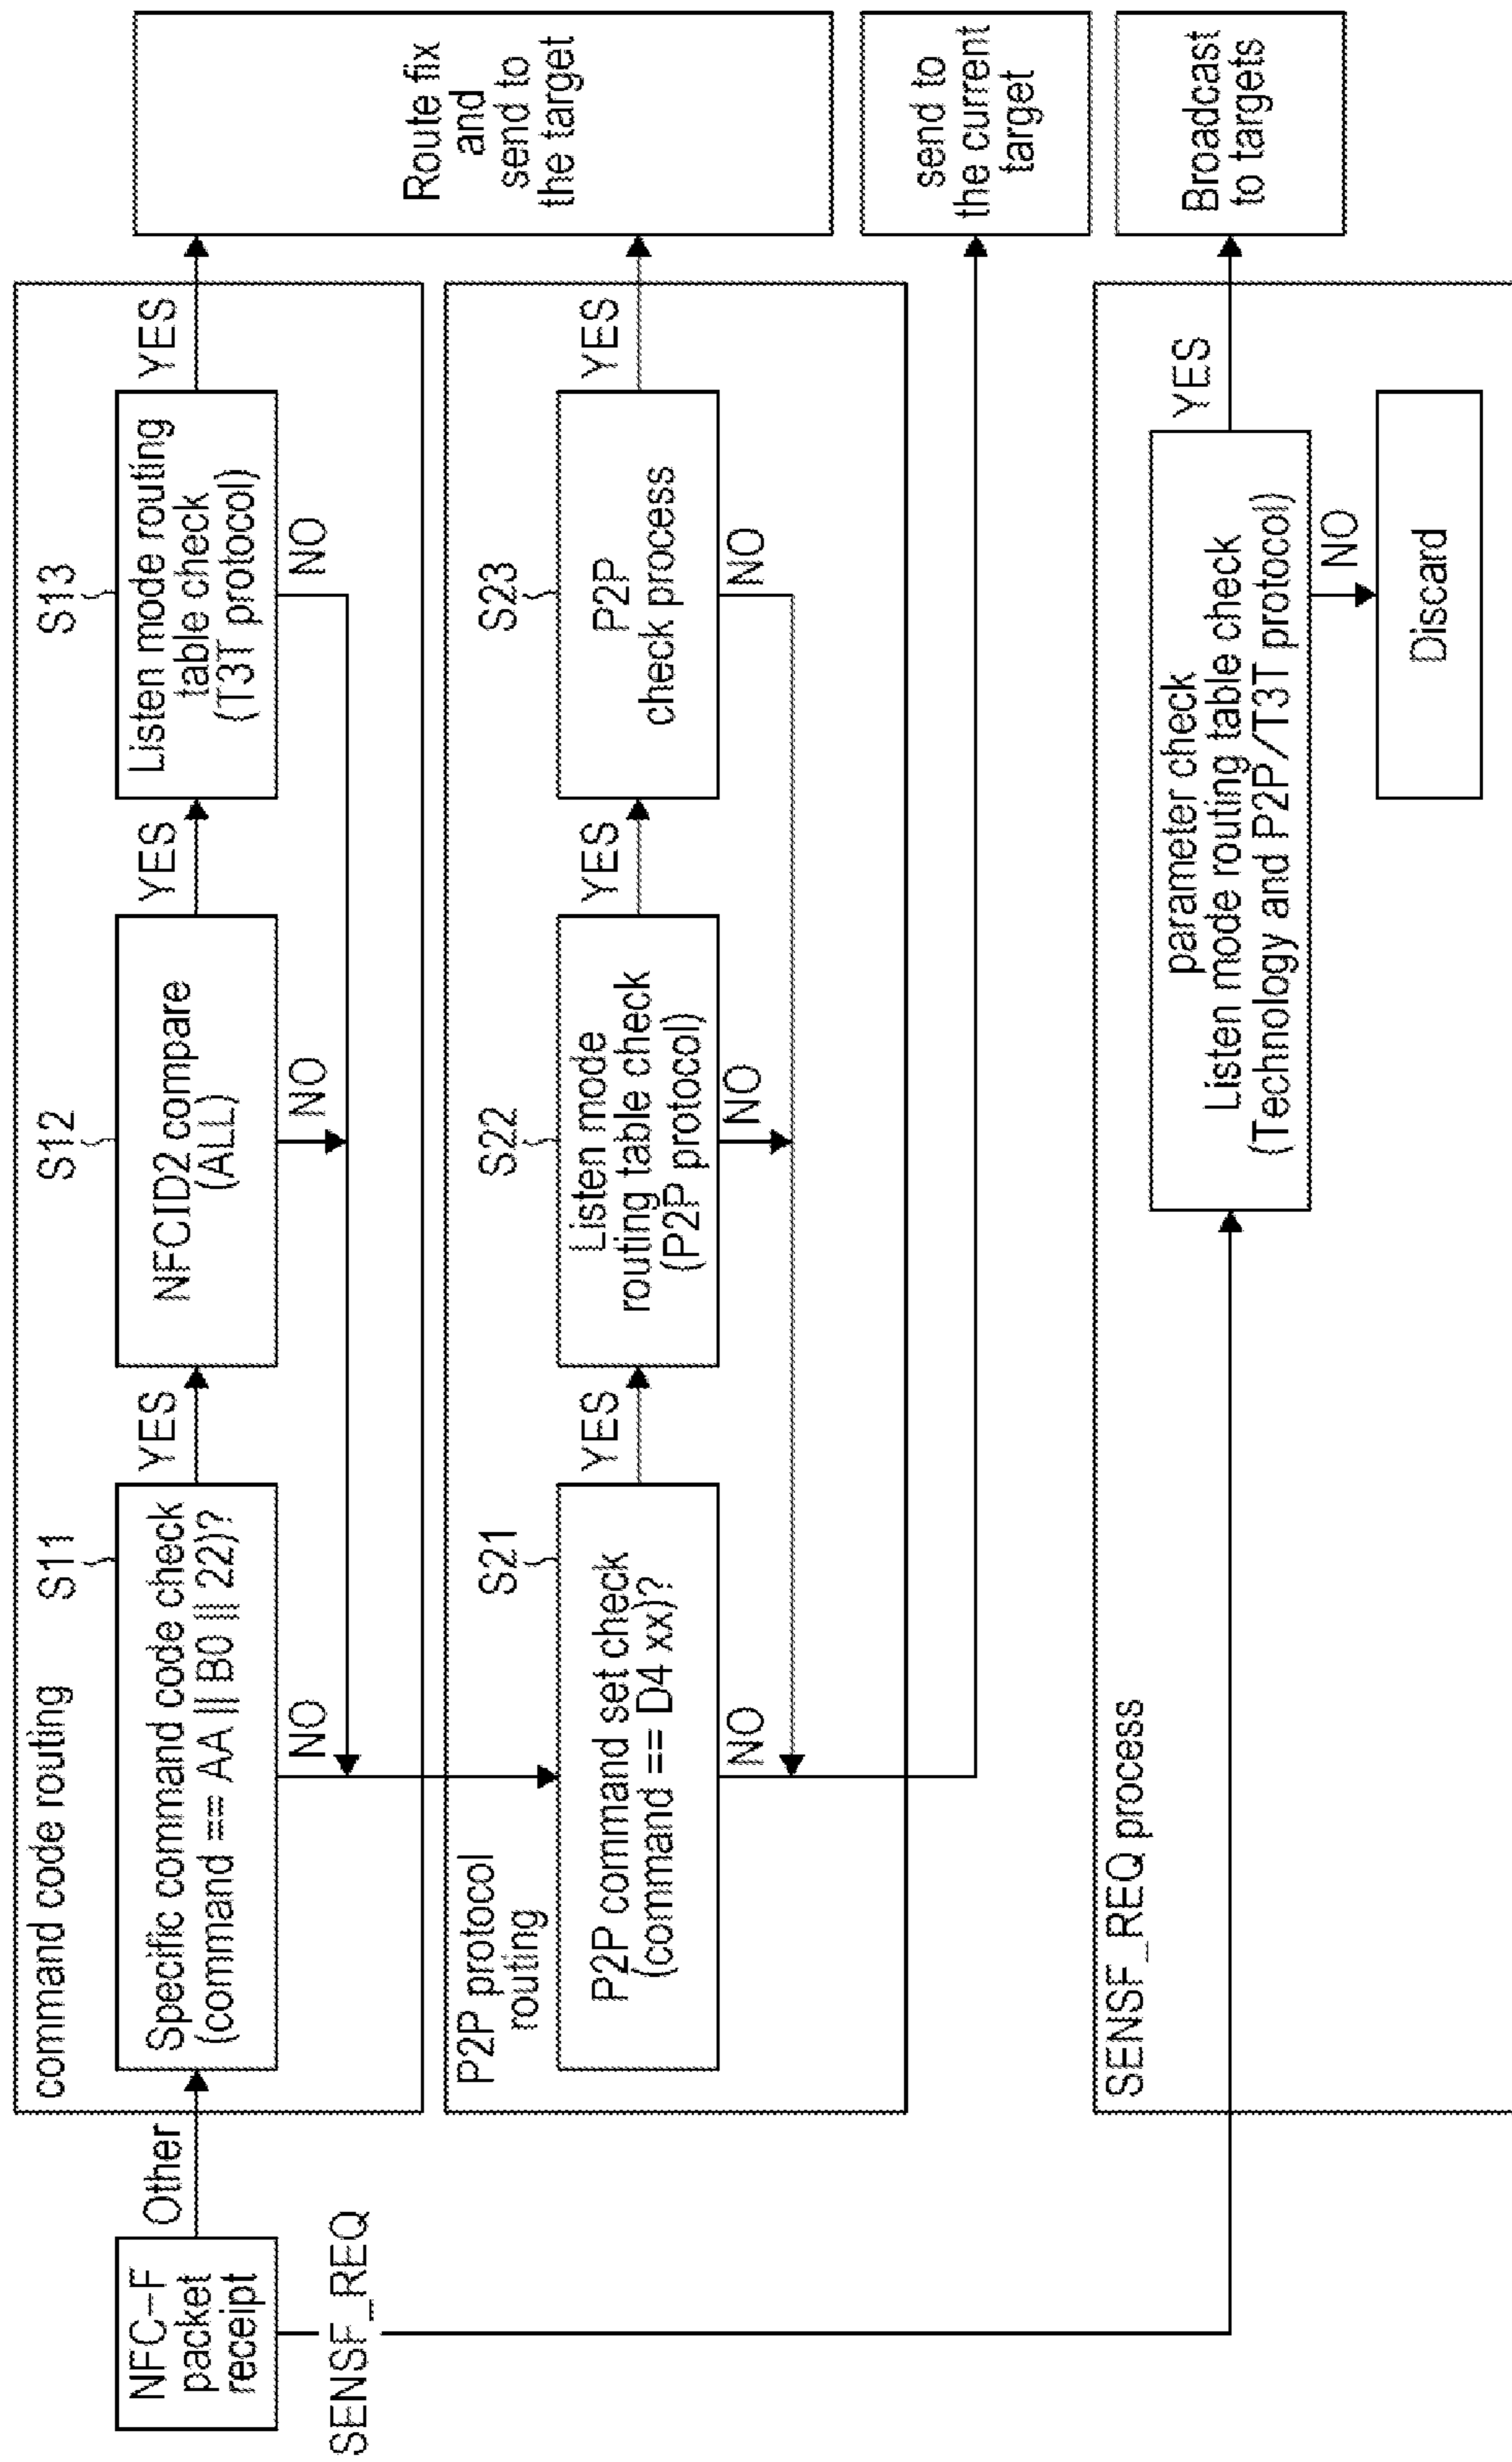 NFC-F
packet
receipt
Other
SENSF_REQ
command code routing
S11
Specific command code check
(command == AA || B0 || 22)?
YES
NO
S12
NFCID2 compare
(ALL)
YES
NO
S13
Listen mode routing
table check
(T3T protocol)
YES
NO
Route fix
and
send to
the target
P2P protocol
routing
S21
P2P command set check
(command == D4 xx)?
YES
NO
S22
Listen mode
routing table check
(P2P protocol)
YES
NO
S23
P2P
check process
YES
NO
send to
the current
target
SENSF_REQ process
parameter check
Listen mode routing table check
(Technology and P2P/T3T protocol)
YES
NO
Discard
Broadcast
to targets